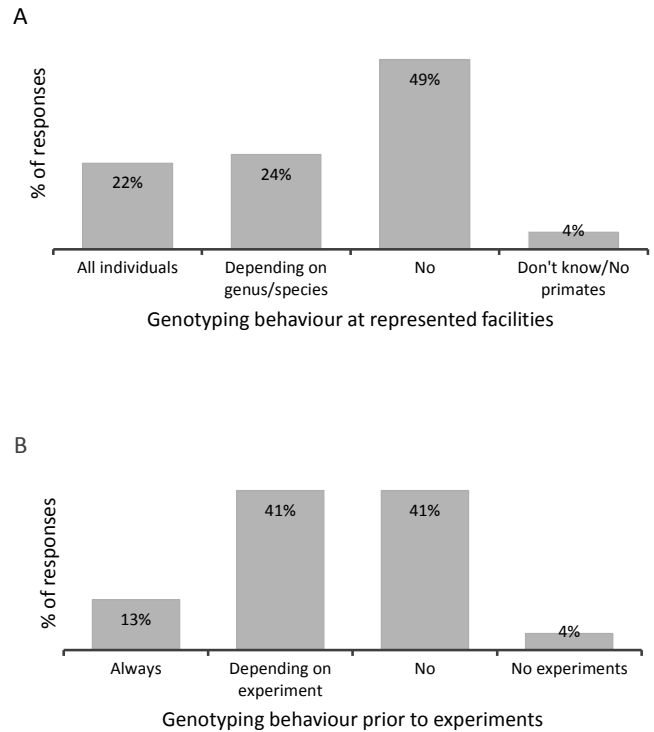 A
% of responses
22%
24%
49%
4%
All individuals
Depending on
genus/species
No
Don't know/No
primates
Genotyping behaviour at represented facilities
B
% of responses
13%
41%
41%
4%
Always
Depending on
experiment
No
No experiments
Genotyping behaviour prior to experiments